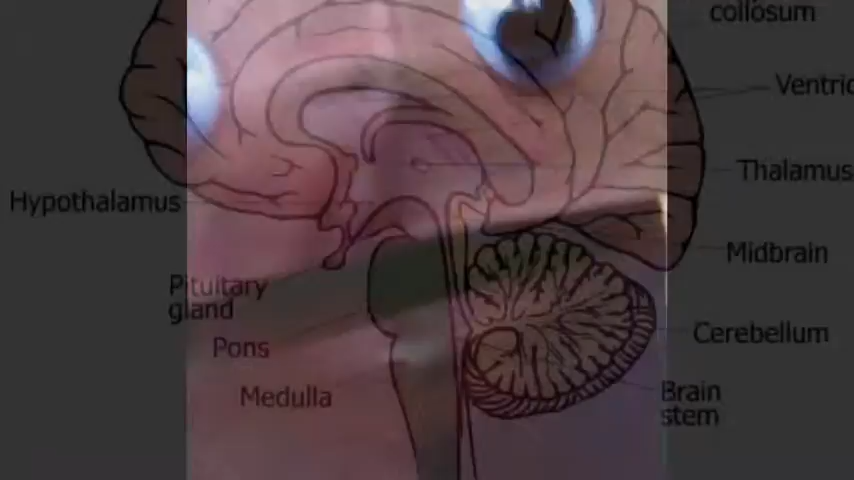 collosum
Ventric
Thalamus
Hypothalamus
Midbrain
Pituitary
gland
Cerebellum
Pons
Medulla
Brain
stem